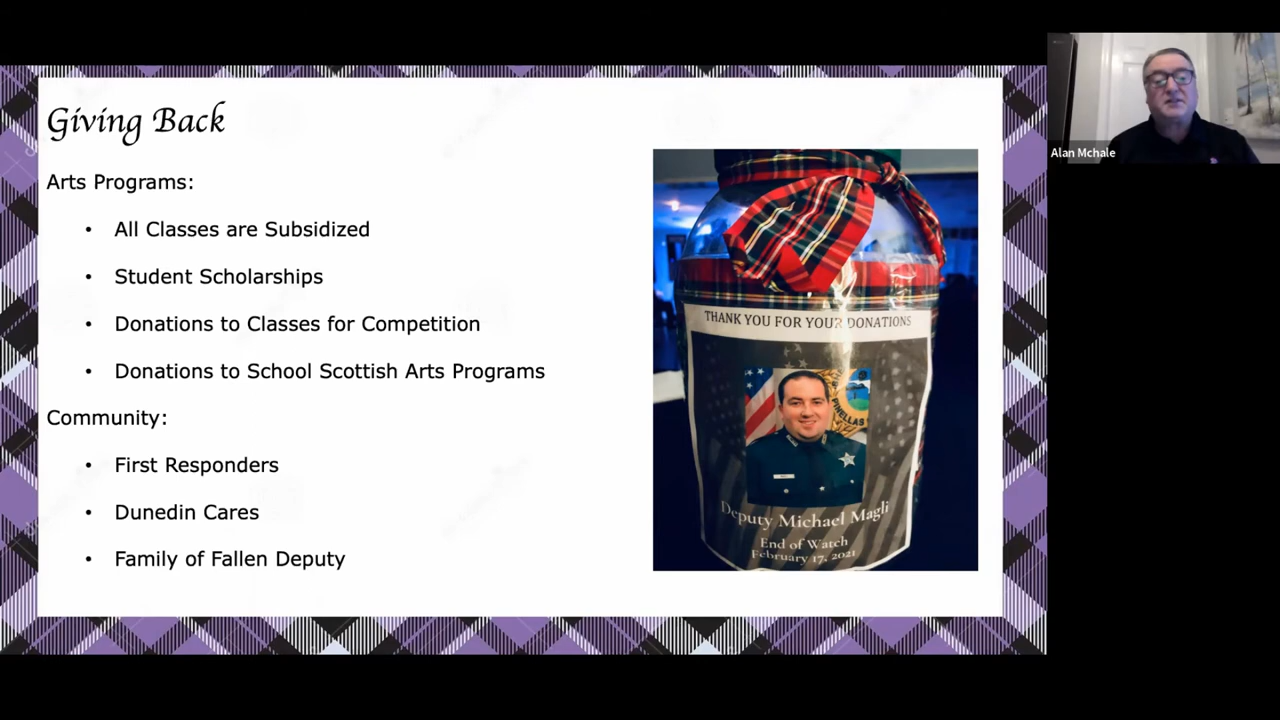 Giving Back
Arts Programs:
• All Classes are Subsidized
• Student Scholarships
• Donations to Classes for Competition
• Donations to School Scottish Arts Programs
Community:
• First Responders
• Dunedin Cares
• Family of Fallen Deputy
THANK YOU FOR YOUR DONATIONS
PINELLAS
Deputy Michael Magli
End of Watch
February 17, 2021
Alan Mchale